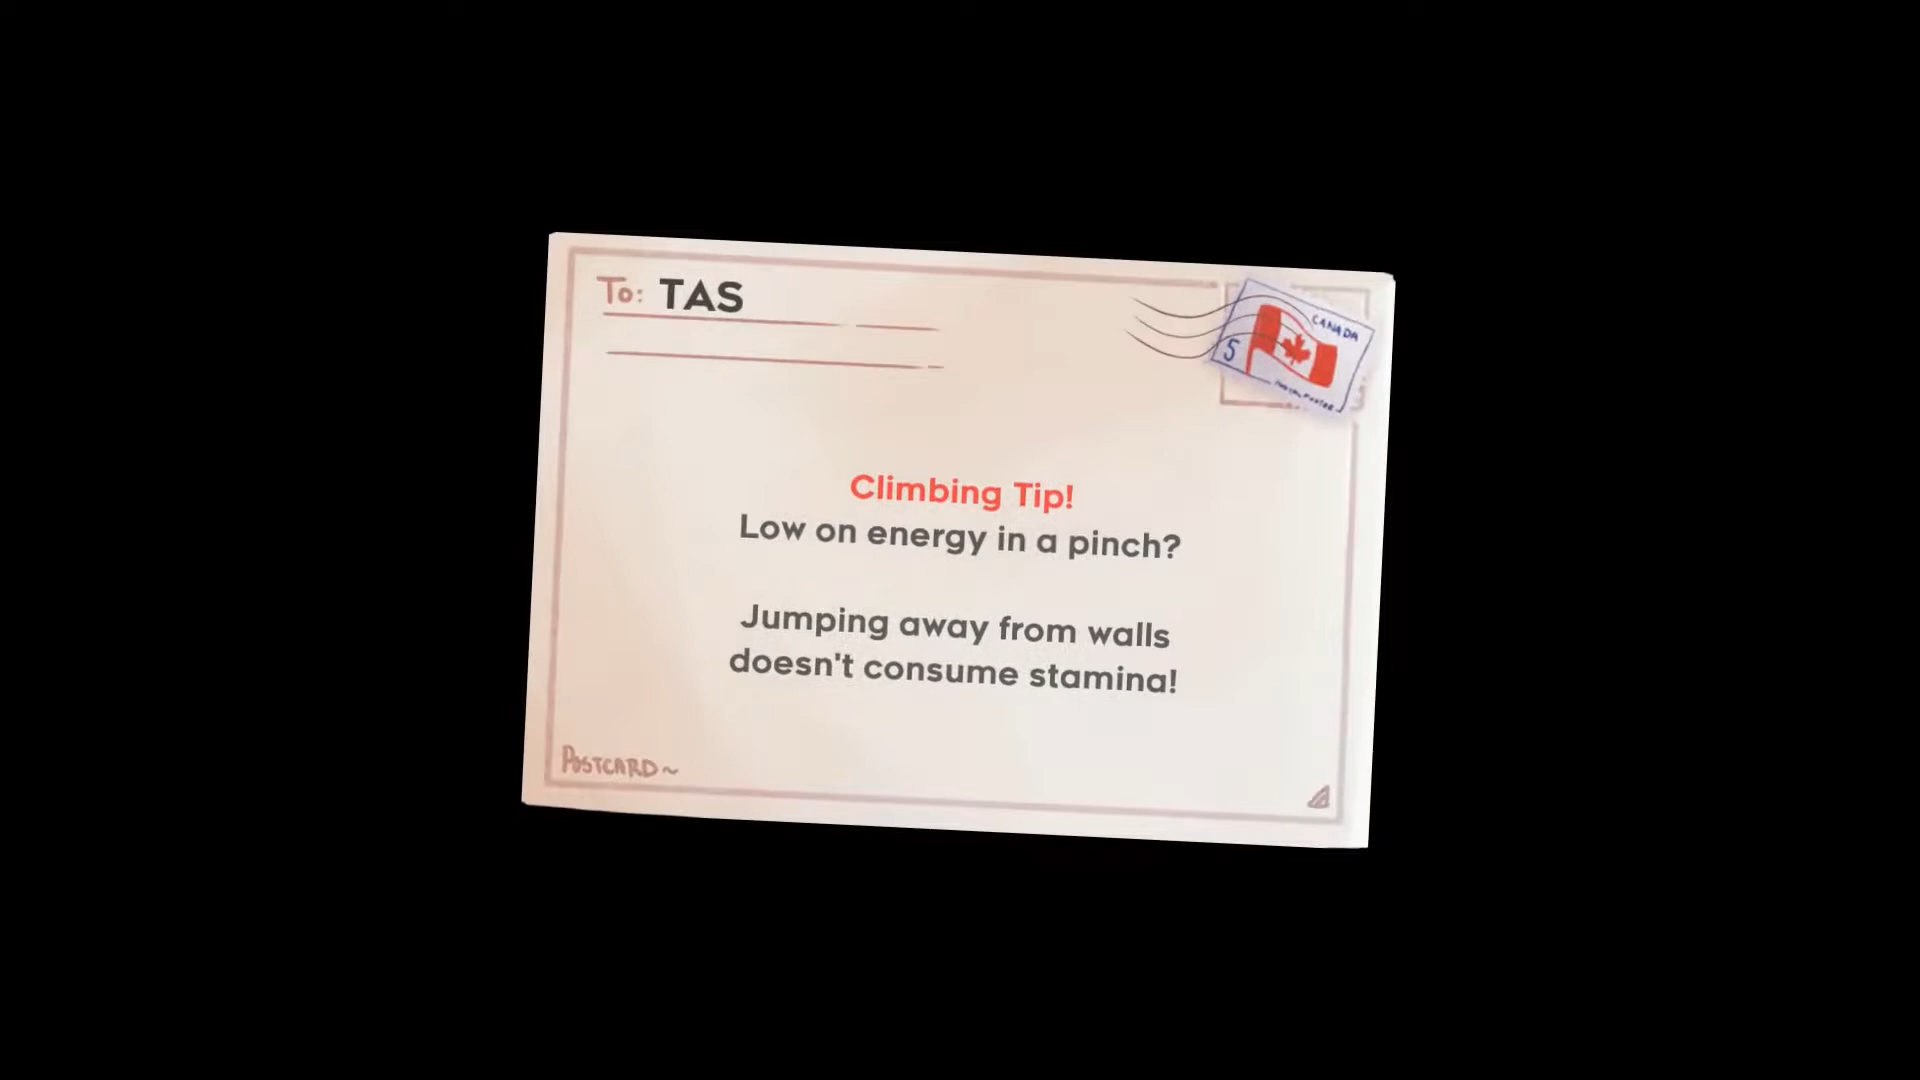 To: TAS
CANADA
5
Climbing Tip!
Low on energy in a pinch?
Jumping away from walls
doesn't consume stamina!
POSTCARD~